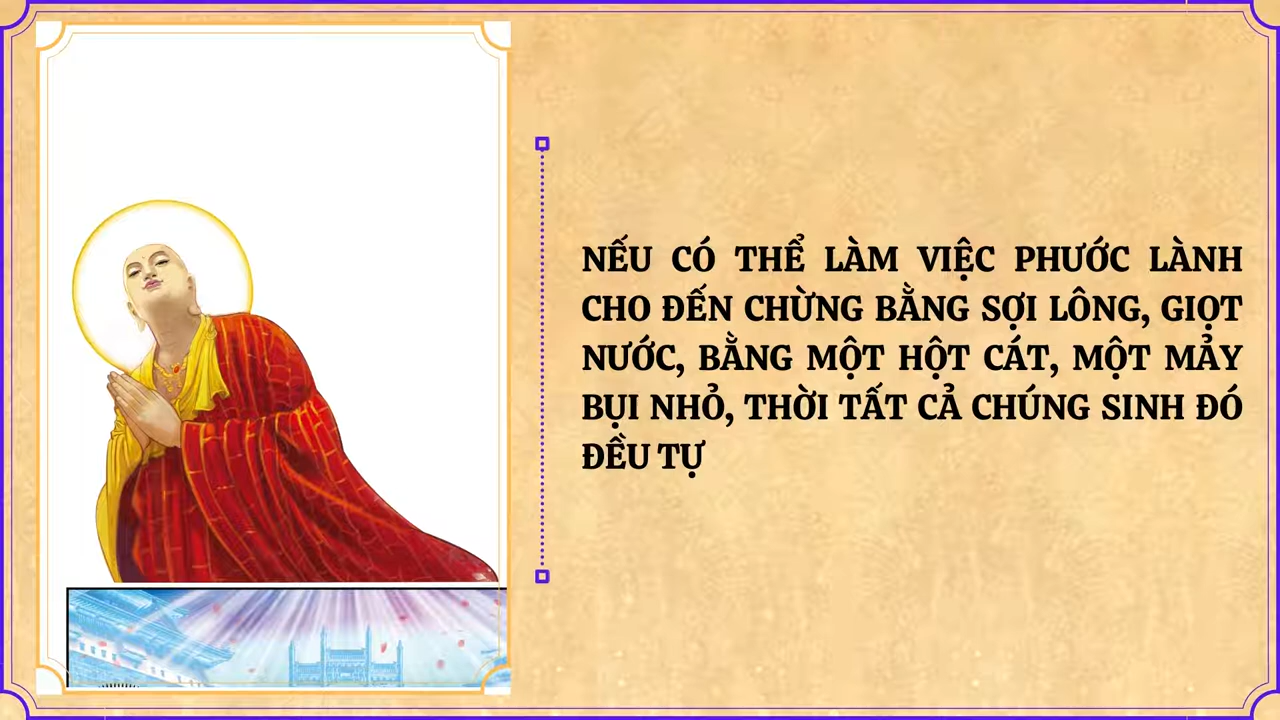 NẾU CÓ THỂ LÀM VIỆC PHƯỚC LÀNH
CHO ĐẾN CHỪNG BẰNG SỢI LÔNG, GIỌT
NƯỚC, BẰNG MỘT HỘT CÁT, MỘT MẢY
BỤI NHỎ, THỜI TẤT CẢ CHÚNG SINH ĐÓ
ĐỀU TỰ